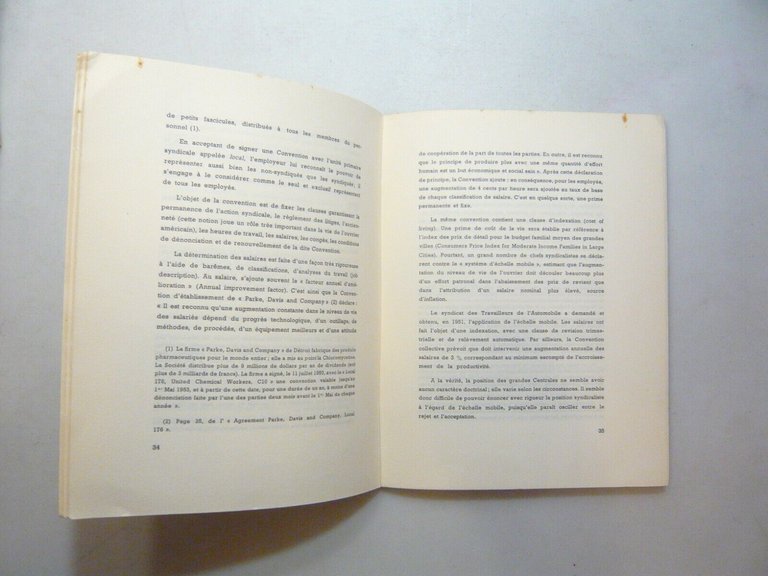 de petits fascicules, distribués à tous les membres du per-
sonnel (1).
En acceptant de signer une Convention avec l'unité primaire
syndicale appelée local, l'employeur lui reconnaît le pouvoir de
représenter aussi bien les non-syndiqués que les syndiqués; il
s'engage à le considérer comme le seul et exclusif représentant
de tous les employés.
L'objet de la convention est de fixer les clauses garantissant la
permanence de l'action syndicale, le règlement des litiges, l'ancien-
neté (cette notion joue un rôle très important dans la vie de l'ouvrier
américain), les heures de travail, les salaires, les congés, les conditions
de dénonciation et de renouvellement de la dite Convention.
La détermination des salaires est faite d'une façon très rigoureuse
à l'aide de barêmes, de classifications, d'analyses du travail (job
description). Au salaire, s'ajoute souvent le « facteur annuel d'amé-
lioration » (Annual improvement factor). C'est ainsi que la Conven-
tion d'établissement de « Parke, Davis and Company » (2) déclare :
« Il est reconnu qu'une augmentation constante dans le niveau de vie
des salariés dépend du progrès technologique, d'un outillage, de
méthodes, de procédés, d'un équipement meilleurs et d'une attitude
(1) La firme « Parke, Davis and Company » de Détroit fabrique des produits
pharmaceutiques pour le monde entier; elle a mis au point la Chloromycétine.
La Société distribue plus de 9 millions de dollars par an de dividendes (soit
plus de 3 milliards de francs). La firme a signé, le 11 juillet 1950, avec « Local
176, United Chemical Workers, CIO » une convention valable jusqu'au
1er Mai 1953, et à partir de cette date, pour une durée de un an, à moins d'une
dénonciation faite par l'une des parties deux mois avant le 1er Mai de chaque
année ».
(2) Page 35, de l' « Agreement Parke, Davis and Company, Local
176 ».
34
de coopération de la part de toutes les parties. En outre, il est reconnu
que le principe de produire plus avec une même quantité d'effort
humain est un but économique et social sain ». Après cette déclaration
de principe, la Convention ajoute : en conséquence, pour les employés,
une augmentation de 4 cents par heure sera ajoutée au taux de base
de chaque classification de salaire. C'est en quelque sorte, une prime
permanente et fixe.
La même convention contient une clause d'indexation (cost of
living). Une prime de coût de la vie sera établie par référence à
l'index des prix de détail pour le budget familial moyen des grandes
villes (Consumers Price Index For Moderate Income Families in Large
Cities). Pourtant, un grand nombre de chefs syndicalistes se décla-
rent contre le « système d'échelle mobile », estimant que l'augmen-
tation du niveau de vie de l'ouvrier doit découler beaucoup plus
d'un effort patronal dans l'abaissement des prix de revient que
dans l'attribution d'un salaire nominal plus élevé, source
d'inflation.
Le syndicat des Travailleurs de l'Automobile a demandé et
obtenu, en 1951, l'application de l'échelle mobile. Les salaires ont
fait l'objet d'une indexation, avec une clause de revision trimes-
trielle et de relèvement automatique. Par ailleurs, la Convention
collective prévoit que doit intervenir une augmentation annuelle des
salaires de 3 %, correspondant au minimum escompté de l'accroisse-
ment de la productivité.
A la vérité, la position des grandes Centrales ne semble avoir
aucun caractère doctrinal; elle varie selon les circonstances. Il semble
donc difficile de pouvoir énoncer avec rigueur la position syndicaliste
à l'égard de l'échelle mobile, puisqu'elle paraît osciller entre le
rejet et l'acceptation.
35